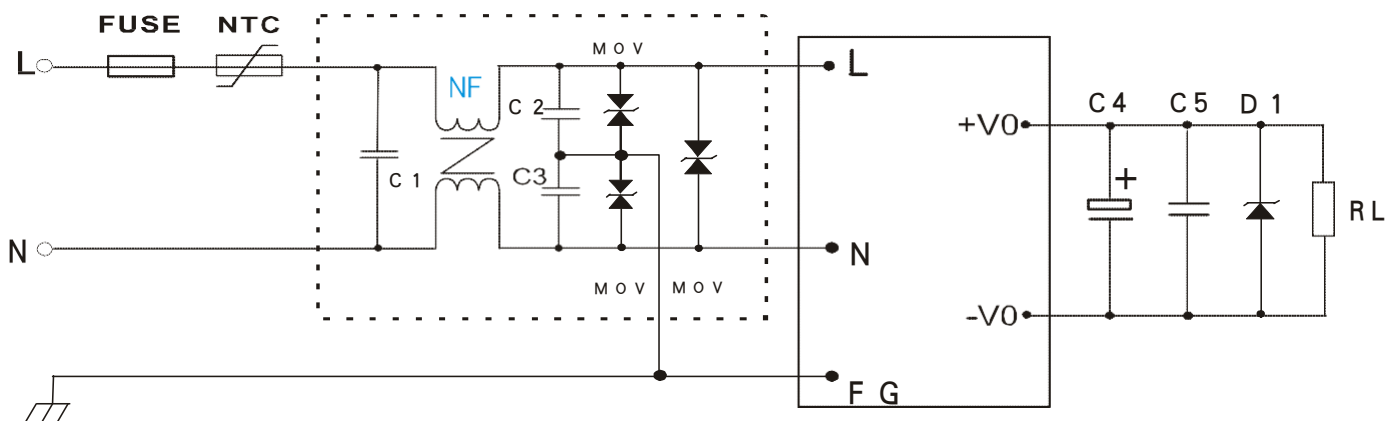 FUSE NTC
MOV
L
NF
L
C2
C4 C5 D1
+V0
C1
C3
+
RL
N
N
MOV MOV
-V0
FG